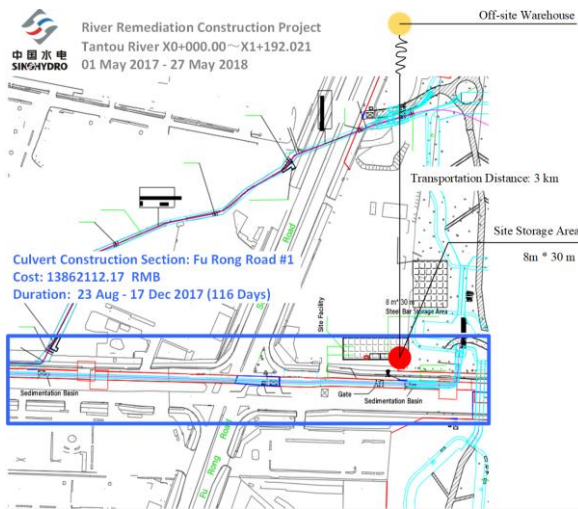 River Remediation Construction Project
Tantou River X0+000.00～X1+192.021
01 May 2017 - 27 May 2018
中国水电
SINOHYDRO
Off-site Warehouse
Transportation Distance: 3 km
Site Storage Area
8m * 30 m
Road
Culvert Construction Section: Fu Rong Road #1
Cost: 13862112.17 RMB
Duration: 23 Aug - 17 Dec 2017 (116 Days)
8 m* 30 m
Steel Bar Storage Area
Site Facility
Sedimentation Basin
Gate
Sedimentation Basin
Fu Rong Road